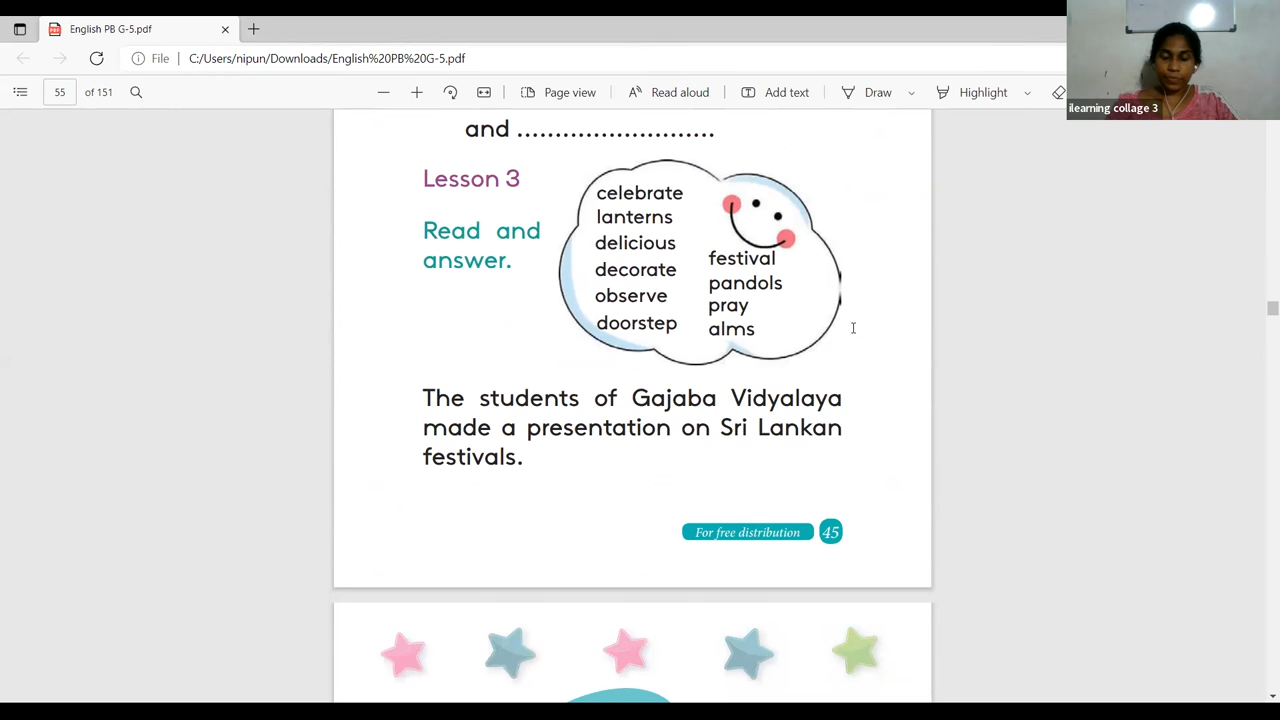 English PB G-5.pdf
File C:/Users/nipun/Downloads/English%20PB%20G-5.pdf
55 of 151 Page view Read aloud Add text Draw Highlight
ilearning collage 3
and ..........................
Lesson 3
Read and
answer.
celebrate
lanterns
delicious
decorate
observe
doorstep
festival
pandols
pray
alms
The students of Gajaba Vidyalaya
made a presentation on Sri Lankan
festivals.
For free distribution 45